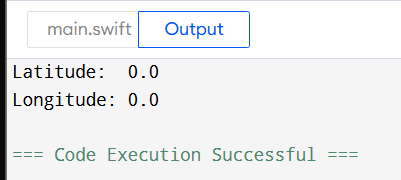 main.swift Output
Latitude:  0.0
Longitude: 0.0
=== Code Execution Successful ===